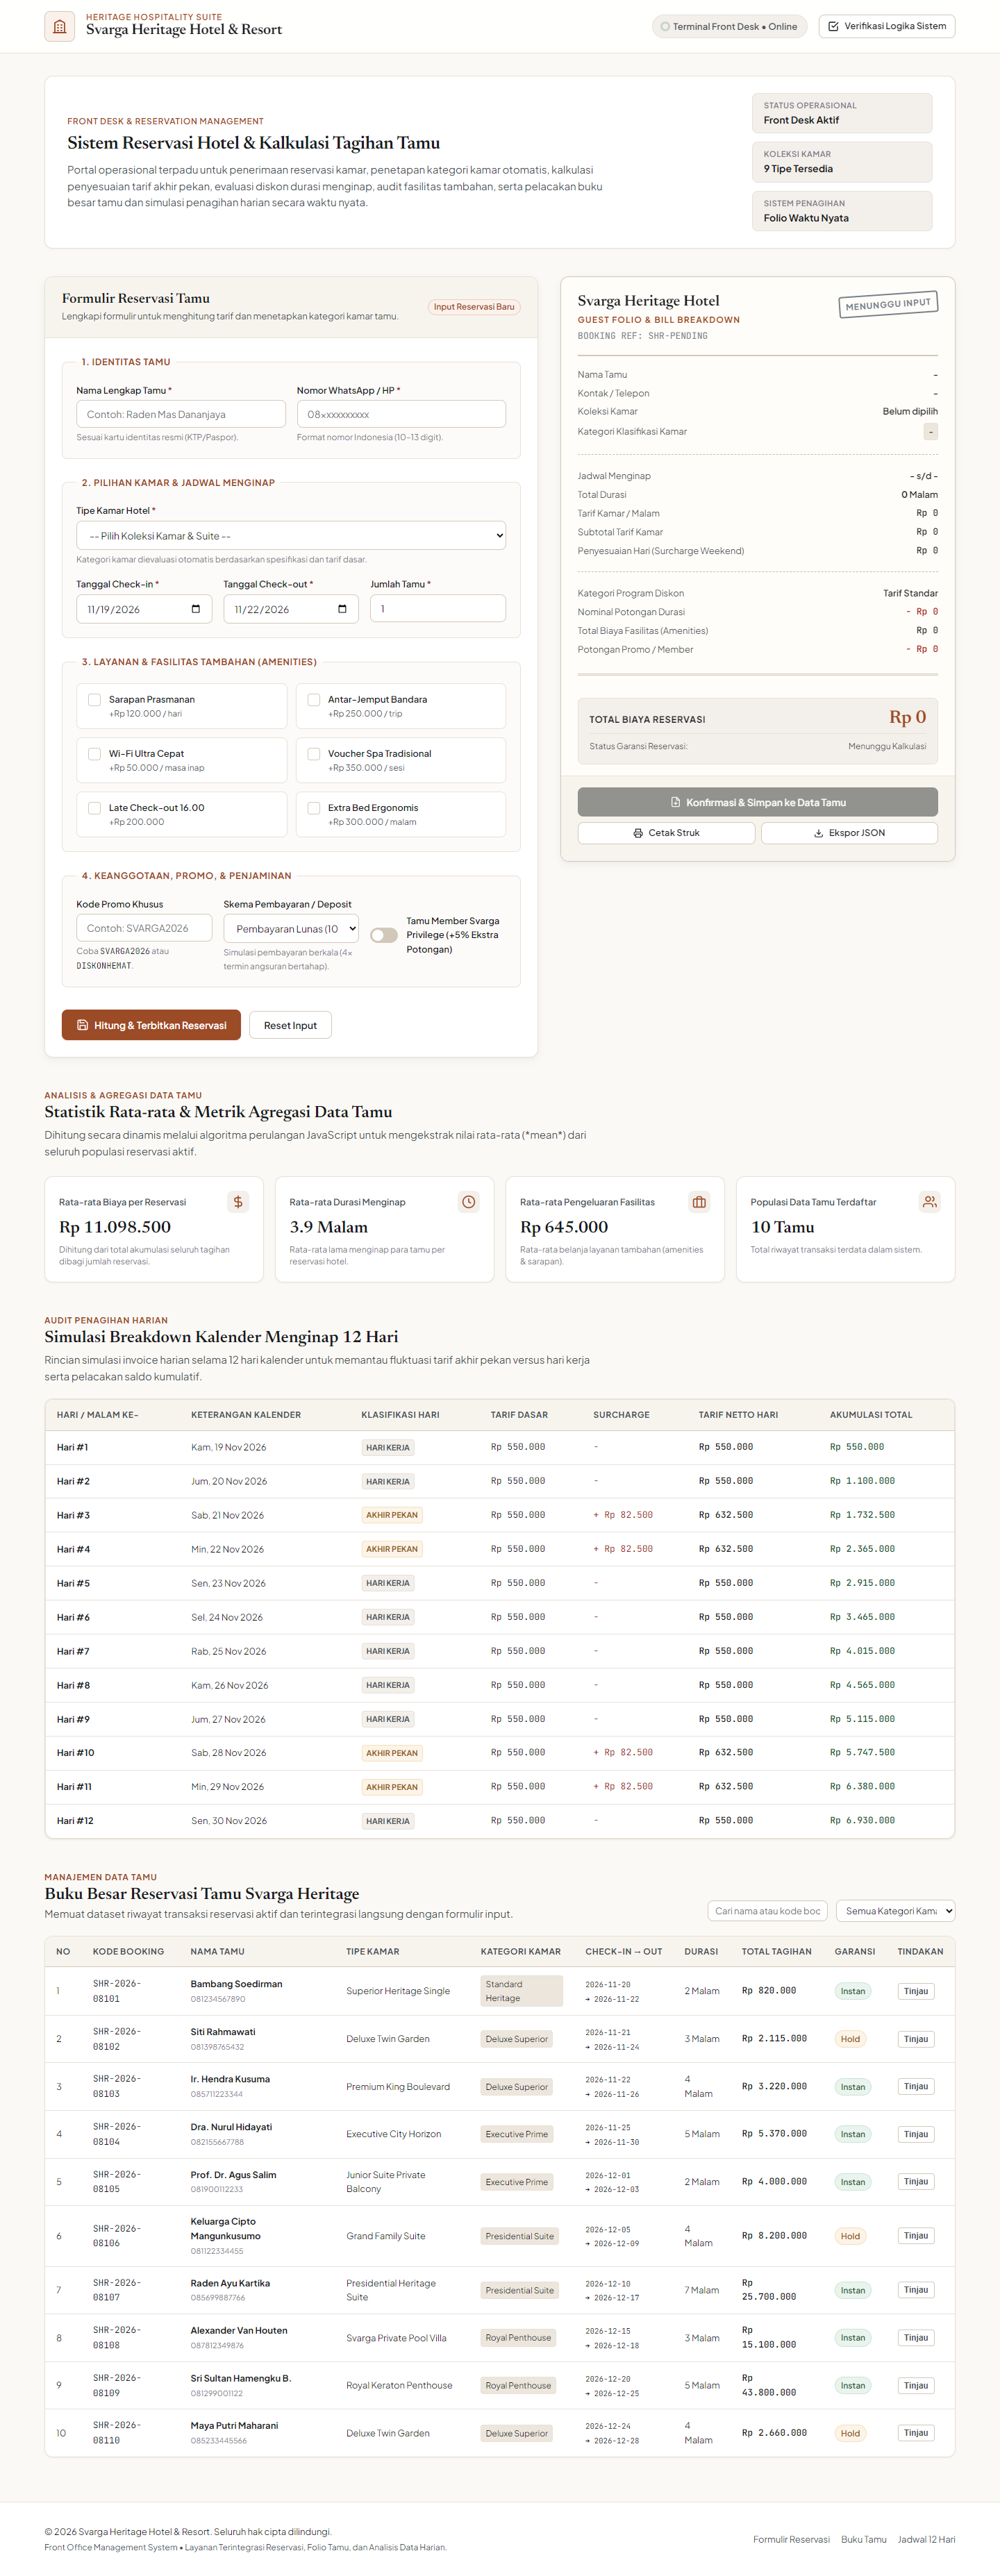 HERITAGE HOSPITALITY SUITE
Svarga Heritage Hotel & Resort
Terminal Front Desk • Online
Verifikasi Logika Sistem
FRONT DESK & RESERVATION MANAGEMENT
Sistem Reservasi Hotel & Kalkulasi Tagihan Tamu
Portal operasional terpadu untuk penerimaan reservasi kamar, penetapan kategori kamar otomatis, kalkulasi
penyesuaian tarif akhir pekan, evaluasi diskon durasi menginap, audit fasilitas tambahan, serta pelacakan buku
besar tamu dan simulasi penagihan harian secara waktu nyata.
STATUS OPERASIONAL
Front Desk Aktif
KOLEKSI KAMAR
9 Tipe Tersedia
SISTEM PENAGIHAN
Folio Waktu Nyata
Formulir Reservasi Tamu
Lengkapi formulir untuk menghitung tarif dan menetapkan kategori kamar tamu.
Input Reservasi Baru
1. IDENTITAS TAMU
Nama Lengkap Tamu * Nomor WhatsApp / HP *
Contoh: Raden Mas Dananjaya 08xxxxxxxxxx
Sesuai kartu identitas resmi (KTP/Paspor). Format nomor Indonesia (10-13 digit).
2. PILIHAN KAMAR & JADWAL MENGINAP
Tipe Kamar Hotel *
-- Pilih Koleksi Kamar & Suite --
Kategori kamar dievaluasi otomatis berdasarkan spesifikasi dan tarif dasar.
Tanggal Check-in * Tanggal Check-out * Jumlah Tamu *
11/19/2026 11/22/2026 1
3. LAYANAN & FASILITAS TAMBAHAN (AMENITIES)
Sarapan Prasmanan
+Rp 120.000 / hari
Antar-Jemput Bandara
+Rp 250.000 / trip
Wi-Fi Ultra Cepat
+Rp 50.000 / masa inap
Voucher Spa Tradisional
+Rp 350.000 / sesi
Late Check-out 16.00
+Rp 200.000
Extra Bed Ergonomis
+Rp 300.000 / malam
4. KEANGGOTAAN, PROMO, & PENJAMINAN
Kode Promo Khusus
Contoh: SVARGA2026
Coba SVARGA2026 atau
DISKONHEMAT.
Skema Pembayaran / Deposit
Pembayaran Lunas (10
Simulasi pembayaran berkala (4x
termin angsuran bertahap).
Tamu Member Svarga
Privilege (+5% Ekstra
Potongan)
Hitung & Terbitkan Reservasi
Reset Input
Svarga Heritage Hotel
GUEST FOLIO & BILL BREAKDOWN
BOOKING REF: SHR-PENDING
MENUNGGU INPUT
Nama Tamu -
Kontak / Telepon -
Koleksi Kamar Belum dipilih
Kategori Klasifikasi Kamar -
Jadwal Menginap - s/d -
Total Durasi 0 Malam
Tarif Kamar / Malam Rp 0
Subtotal Tarif Kamar Rp 0
Penyesuaian Hari (Surcharge Weekend) Rp 0
Kategori Program Diskon Tarif Standar
Nominal Potongan Durasi - Rp 0
Total Biaya Fasilitas (Amenities) Rp 0
Potongan Promo / Member - Rp 0
TOTAL BIAYA RESERVASI Rp 0
Status Garansi Reservasi: Menunggu Kalkulasi
Konfirmasi & Simpan ke Data Tamu
Cetak Struk Ekspor JSON
ANALISIS & AGREGASI DATA TAMU
Statistik Rata-rata & Metrik Agregasi Data Tamu
Dihitung secara dinamis melalui algoritma perulangan JavaScript untuk mengekstrak nilai rata-rata (*mean*) dari
seluruh populasi reservasi aktif.
Rata-rata Biaya per Reservasi
Rp 11.098.500
Dihitung dari total akumulasi seluruh tagihan
dibagi jumlah reservasi.
Rata-rata Durasi Menginap
3.9 Malam
Rata-rata lama menginap para tamu per
reservasi hotel.
Rata-rata Pengeluaran Fasilitas
Rp 645.000
Rata-rata belanja layanan tambahan (amenities
& sarapan).
Populasi Data Tamu Terdaftar
10 Tamu
Total riwayat transaksi terdata dalam sistem.
AUDIT PENAGIHAN HARIAN
Simulasi Breakdown Kalender Menginap 12 Hari
Rincian simulasi invoice harian selama 12 hari kalender untuk memantau fluktuasi tarif akhir pekan versus hari kerja
serta pelacakan saldo kumulatif.
HARI / MALAM KE- KETERANGAN KALENDER KLASIFIKASI HARI TARIF DASAR SURCHARGE TARIF NETTO HARI AKUMULASI TOTAL
Hari #1 Kam, 19 Nov 2026 HARI KERJA Rp 550.000 - Rp 550.000 Rp 550.000
Hari #2 Jum, 20 Nov 2026 HARI KERJA Rp 550.000 - Rp 550.000 Rp 1.100.000
Hari #3 Sab, 21 Nov 2026 AKHIR PEKAN Rp 550.000 + Rp 82.500 Rp 632.500 Rp 1.732.500
Hari #4 Min, 22 Nov 2026 AKHIR PEKAN Rp 550.000 + Rp 82.500 Rp 632.500 Rp 2.365.000
Hari #5 Sen, 23 Nov 2026 HARI KERJA Rp 550.000 - Rp 550.000 Rp 2.915.000
Hari #6 Sel, 24 Nov 2026 HARI KERJA Rp 550.000 - Rp 550.000 Rp 3.465.000
Hari #7 Rab, 25 Nov 2026 HARI KERJA Rp 550.000 - Rp 550.000 Rp 4.015.000
Hari #8 Kam, 26 Nov 2026 HARI KERJA Rp 550.000 - Rp 550.000 Rp 4.565.000
Hari #9 Jum, 27 Nov 2026 HARI KERJA Rp 550.000 - Rp 550.000 Rp 5.115.000
Hari #10 Sab, 28 Nov 2026 AKHIR PEKAN Rp 550.000 + Rp 82.500 Rp 632.500 Rp 5.747.500
Hari #11 Min, 29 Nov 2026 AKHIR PEKAN Rp 550.000 + Rp 82.500 Rp 632.500 Rp 6.380.000
Hari #12 Sen, 30 Nov 2026 HARI KERJA Rp 550.000 - Rp 550.000 Rp 6.930.000
MANAJEMEN DATA TAMU
Buku Besar Reservasi Tamu Svarga Heritage
Memuat dataset riwayat transaksi reservasi aktif dan terintegrasi langsung dengan formulir input.
Cari nama atau kode boc Semua Kategori Kama
NO KODE BOOKING NAMA TAMU TIPE KAMAR KATEGORI KAMAR CHECK-IN → OUT DURASI TOTAL TAGIHAN GARANSI TINDAKAN
1 SHR-2026-08101 Bambang Soedirman 081234567890 Superior Heritage Single Standard Heritage 2026-11-20 → 2026-11-22 2 Malam Rp 820.000 Instan Tinjau
2 SHR-2026-08102 Siti Rahmawati 081398765432 Deluxe Twin Garden Deluxe Superior 2026-11-21 → 2026-11-24 3 Malam Rp 2.115.000 Hold Tinjau
3 SHR-2026-08103 Ir. Hendra Kusuma 085711223344 Premium King Boulevard Deluxe Superior 2026-11-22 → 2026-11-26 4 Malam Rp 3.220.000 Instan Tinjau
4 SHR-2026-08104 Dra. Nurul Hidayati 082155667788 Executive City Horizon Executive Prime 2026-11-25 → 2026-11-30 5 Malam Rp 5.370.000 Instan Tinjau
5 SHR-2026-08105 Prof. Dr. Agus Salim 081900112233 Junior Suite Private Balcony Executive Prime 2026-12-01 → 2026-12-03 2 Malam Rp 4.000.000 Instan Tinjau
6 SHR-2026-08106 Keluarga Cipto Mangunkusumo 081122334455 Grand Family Suite Presidential Suite 2026-12-05 → 2026-12-09 4 Malam Rp 8.200.000 Hold Tinjau
7 SHR-2026-08107 Raden Ayu Kartika 085699887766 Presidential Heritage Suite Presidential Suite 2026-12-10 → 2026-12-17 7 Malam Rp 25.700.000 Instan Tinjau
8 SHR-2026-08108 Alexander Van Houten 087812349876 Svarga Private Pool Villa Royal Penthouse 2026-12-15 → 2026-12-18 3 Malam Rp 15.100.000 Instan Tinjau
9 SHR-2026-08109 Sri Sultan Hamengku B. 081299001122 Royal Keraton Penthouse Royal Penthouse 2026-12-20 → 2026-12-25 5 Malam Rp 43.800.000 Instan Tinjau
10 SHR-2026-08110 Maya Putri Maharani 085233445566 Deluxe Twin Garden Deluxe Superior 2026-12-24 → 2026-12-28 4 Malam Rp 2.660.000 Hold Tinjau
© 2026 Svarga Heritage Hotel & Resort. Seluruh hak cipta dilindungi.
Front Office Management System • Layanan Terintegrasi Reservasi, Folio Tamu, dan Analisis Data Harian.
Formulir Reservasi Buku Tamu Jadwal 12 Hari